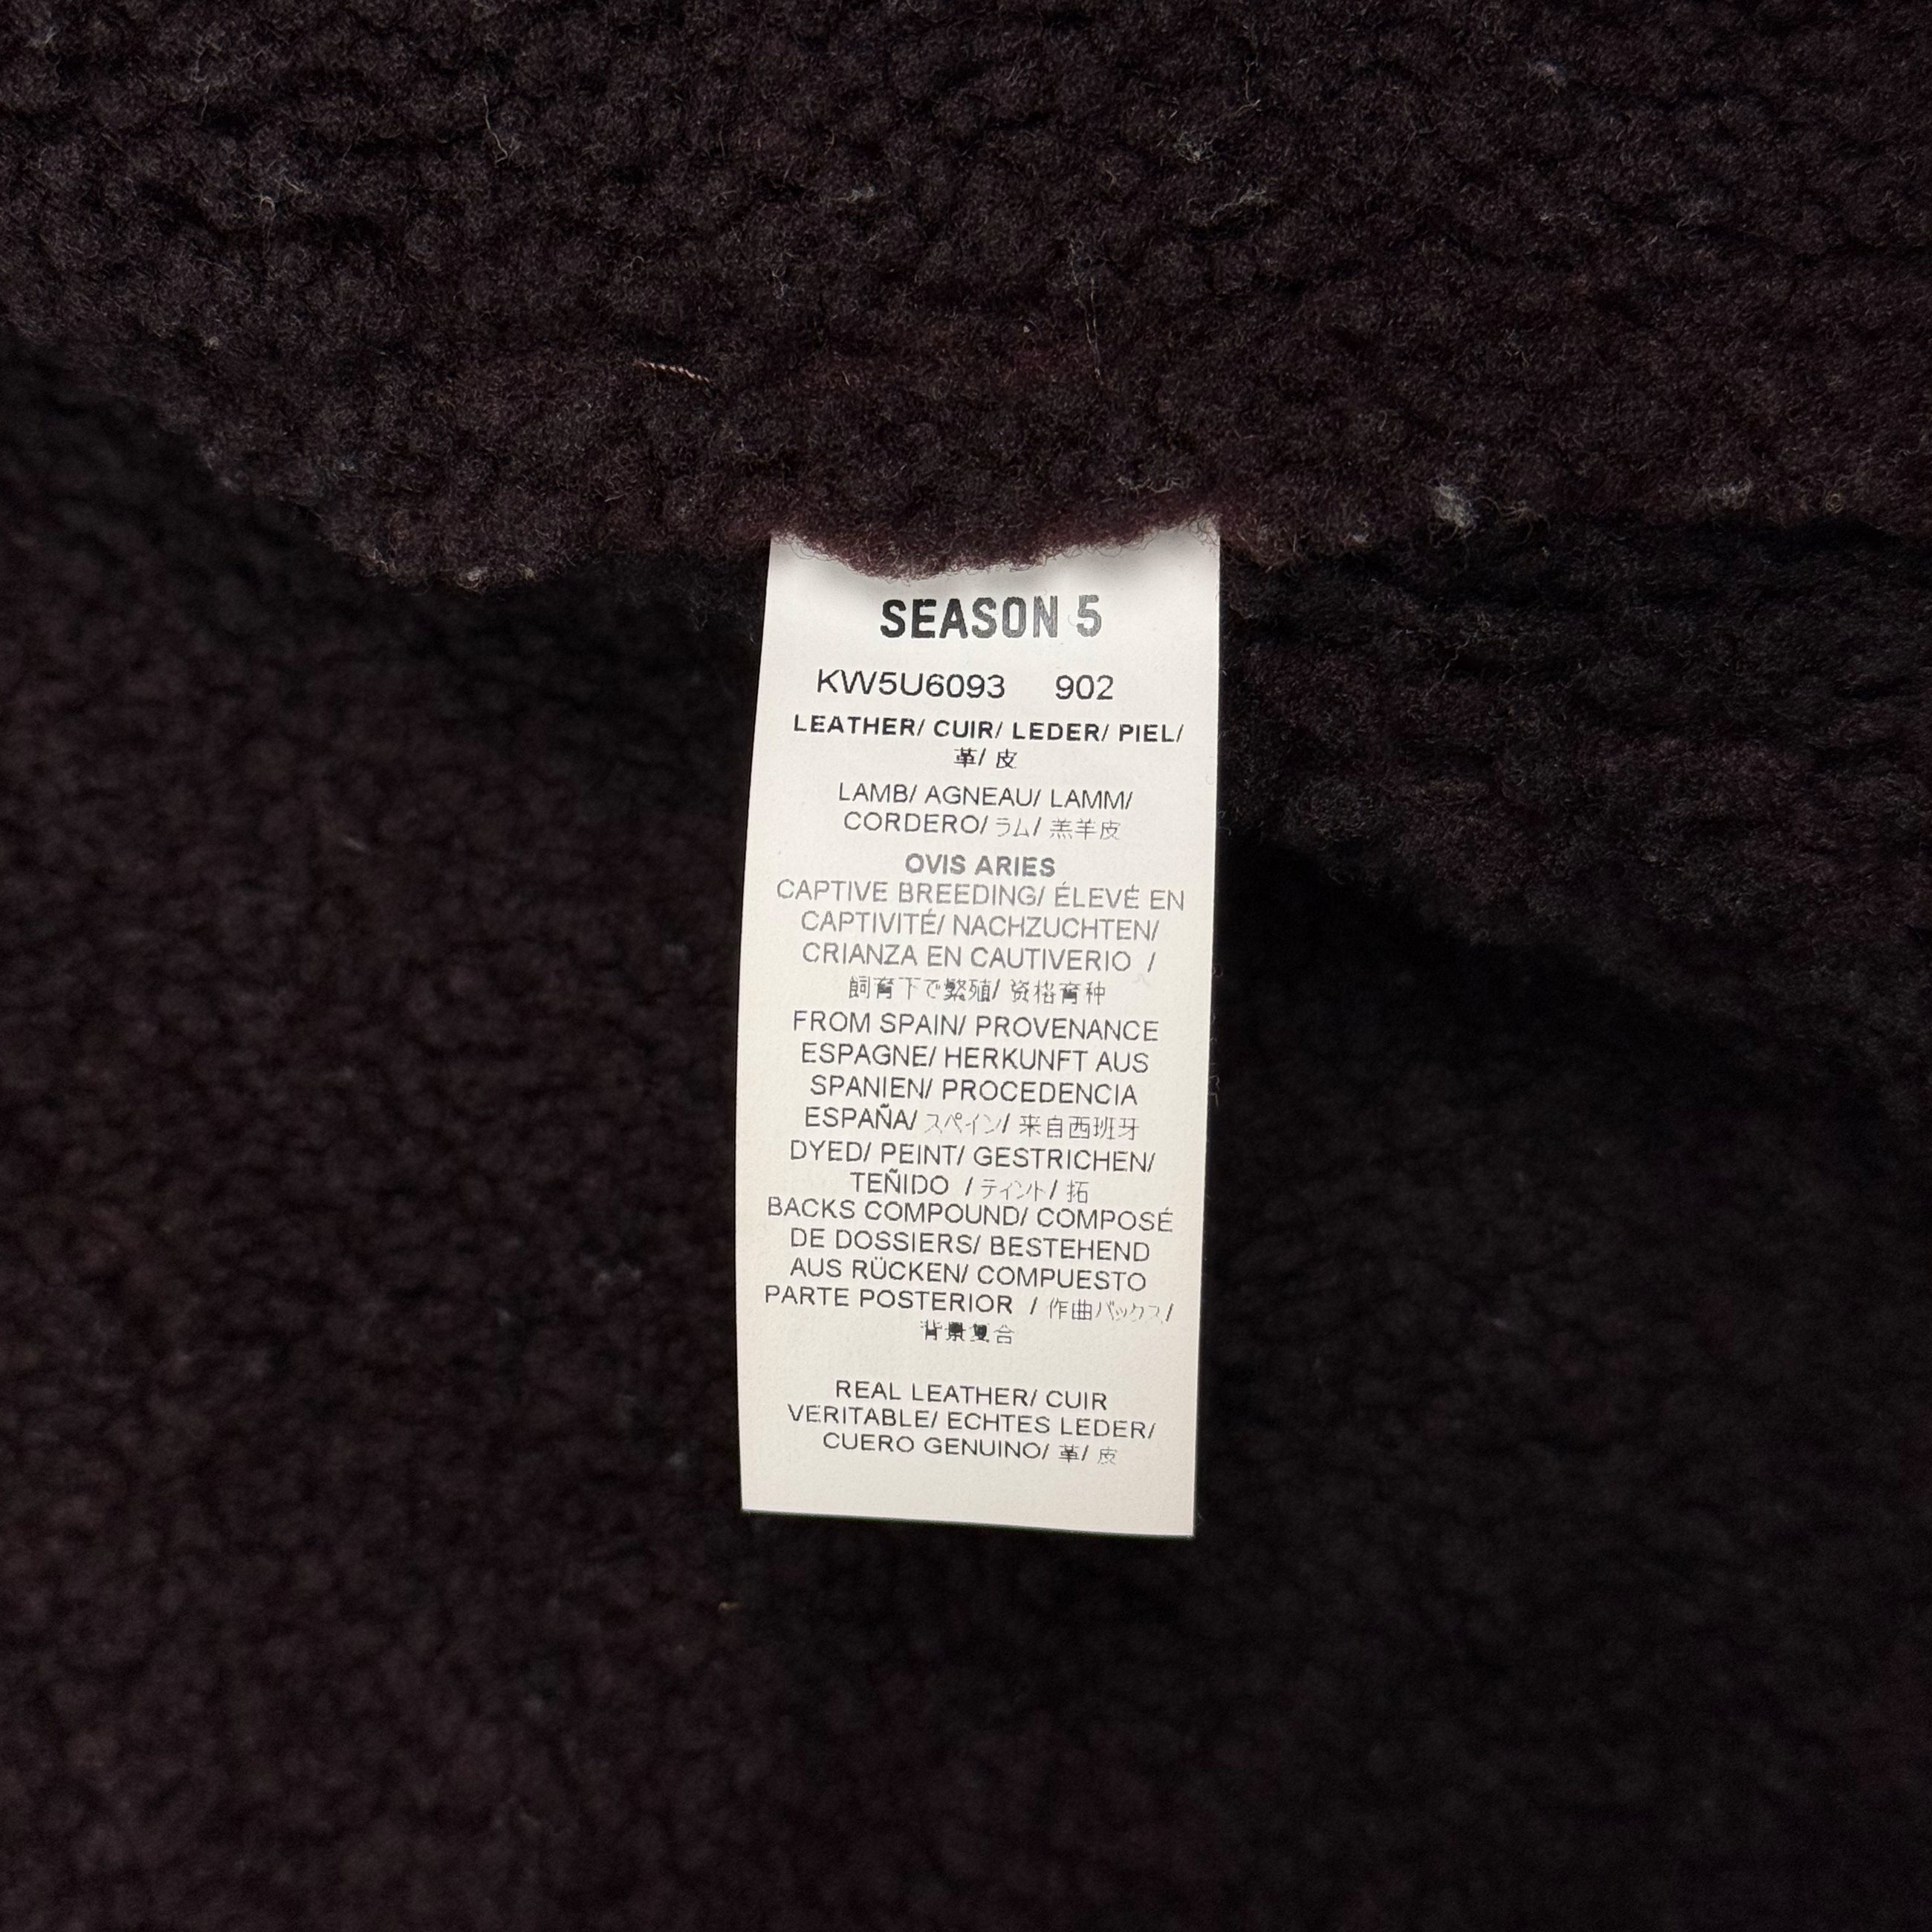 SEASON 5
KW5U6093 902
LEATHER/ CUIR/ LEDER/ PIEL/
革/ 皮
LAMB/ AGNEAU/ LAMM/
CORDERO/ ラム/ 羔羊皮
OVIS ARIES
CAPTIVE BREEDING/ ÉLEVÉ EN
CAPTIVITÉ/ NACHZUCHTEN/
CRIANZA EN CAUTIVERIO /
飼育下で繁殖/ 资格育种
FROM SPAIN/ PROVENANCE
ESPAGNE/ HERKUNFT AUS
SPANIEN/ PROCEDENCIA
ESPAÑA/ スペイン/ 来自西班牙
DYED/ PEINT/ GESTRICHEN/
TEÑIDO / ティント/ 拓
BACKS COMPOUND/ COMPOSÉ
DE DOSSIERS/ BESTEHEND
AUS RÜCKEN/ COMPUESTO
PARTE POSTERIOR / 作曲バックス/
背景复合
REAL LEATHER/ CUIR
VERITABLE/ ECHTES LEDER/
CUERO GENUINO/ 革/ 皮